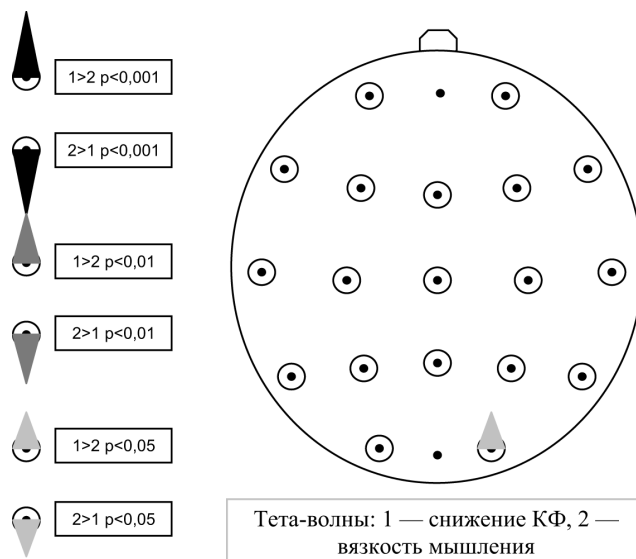 1>2 p<0,001
2>1 p<0,001
1>2 p<0,01
2>1 p<0,01
1>2 p<0,05
2>1 p<0,05
Тета-волны: 1 — снижение КФ, 2 —
вязкость мышления